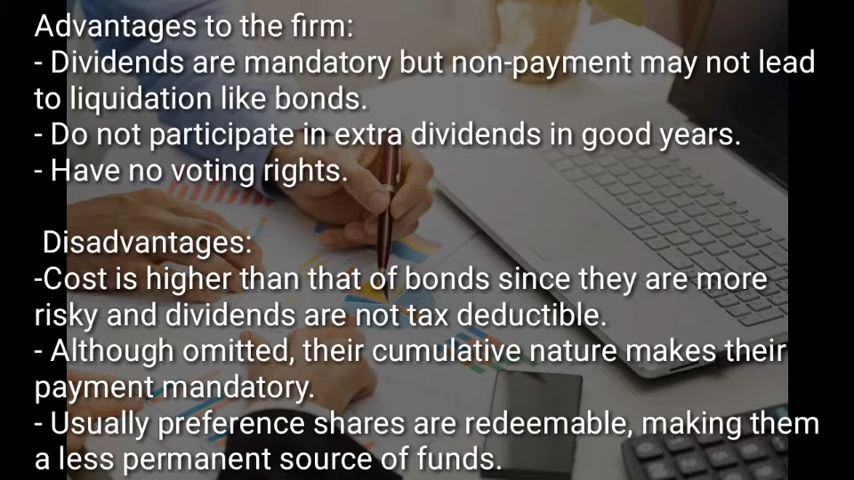 Advantages to the firm:
- Dividends are mandatory but non-payment may not lead
to liquidation like bonds.
- Do not participate in extra dividends in good years.
- Have no voting rights.
Disadvantages:
-Cost is higher than that of bonds since they are more
risky and dividends are not tax deductible.
- Although omitted, their cumulative nature makes their
payment mandatory.
- Usually preference shares are redeemable, making them
a less permanent source of funds.